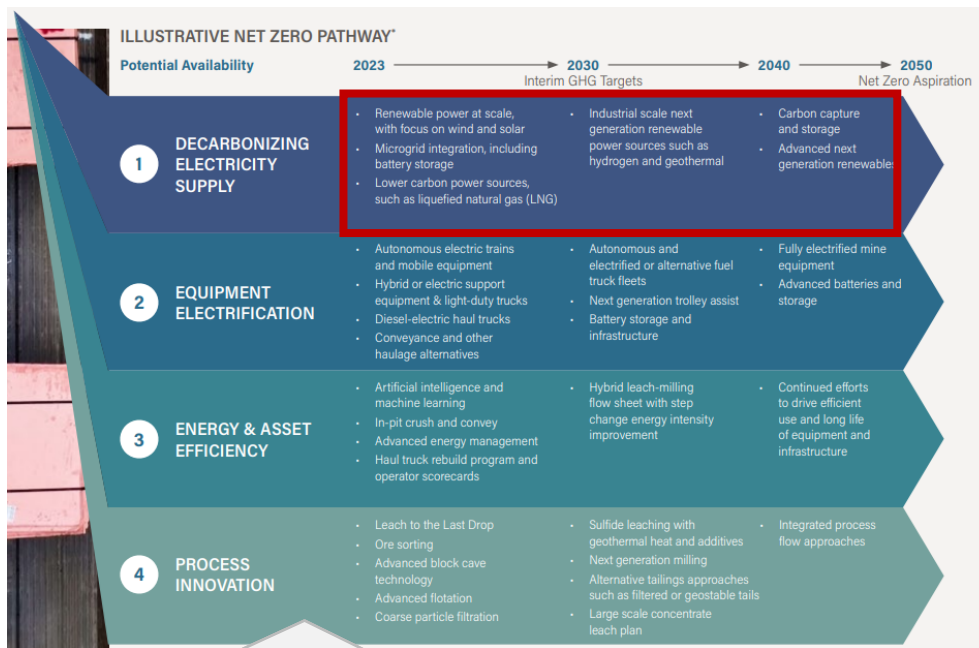 ILLUSTRATIVE NET ZERO PATHWAY*
Potential Availability
2023
2030
2040
2050
Interim GHG Targets
Net Zero Aspiration
1
DECARBONIZING
ELECTRICITY
SUPPLY
• Renewable power at scale,
with focus on wind and solar
• Microgrid integration, including
battery storage
• Lower carbon power sources,
such as liquefied natural gas (LNG)
• Industrial scale next
generation renewable
power sources such as
hydrogen and geothermal
• Carbon capture
and storage
• Advanced next
generation renewables
2
EQUIPMENT
ELECTRIFICATION
• Autonomous electric trains
and mobile equipment
• Hybrid or electric support
equipment & light-duty trucks
• Diesel-electric haul trucks
• Conveyance and other
haulage alternatives
• Autonomous and
electrified or alternative fuel
truck fleets
• Next generation trolley assist
• Battery storage and
infrastructure
• Fully electrified mine
equipment
• Advanced batteries and
storage
3
ENERGY & ASSET
EFFICIENCY
• Artificial intelligence and
machine learning
• In-pit crush and convey
• Advanced energy management
• Haul truck rebuild program and
operator scorecards
• Hybrid leach-milling
flow sheet with step
change energy intensity
improvement
• Continued efforts
to drive efficient
use and long life
of equipment and
infrastructure
4
PROCESS
INNOVATION
• Leach to the Last Drop
• Ore sorting
• Advanced block cave
technology
• Advanced flotation
• Coarse particle filtration
• Sulfide leaching with
geothermal heat and additives
• Next generation milling
• Alternative tailings approaches
such as filtered or geostable tails
• Large scale concentrate
leach plan
• Integrated process
flow approaches